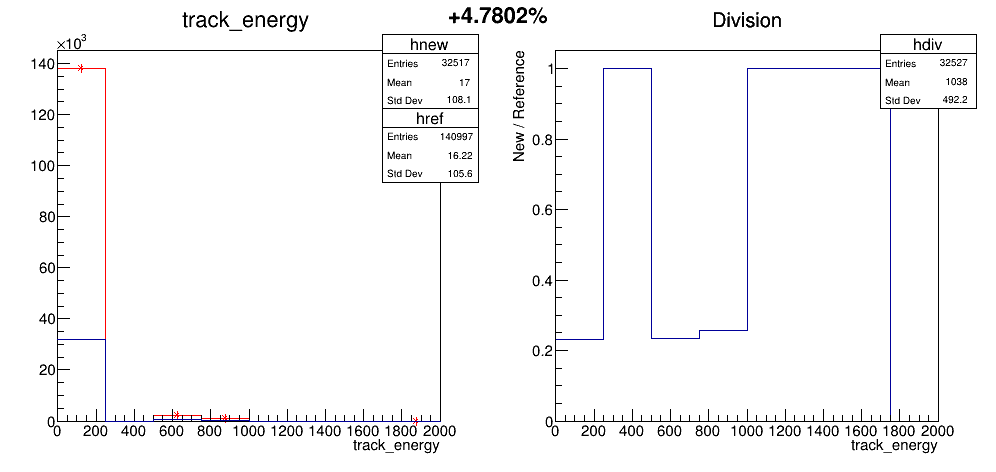 +4.7802%
track_energy
×10³
140
120
100
80
60
40
20
0
0 200 400 600 800 1000 1200 1400 1600 1800 2000
track_energy
hnew
Entries 32517
Mean 17
Std Dev 108.1
href
Entries 140997
Mean 16.22
Std Dev 105.6
Division
New / Reference
1
0.8
0.6
0.4
0.2
0
0 200 400 600 800 1000 1200 1400 1600 1800 2000
track_energy
hdiv
Entries 32527
Mean 1038
Std Dev 492.2